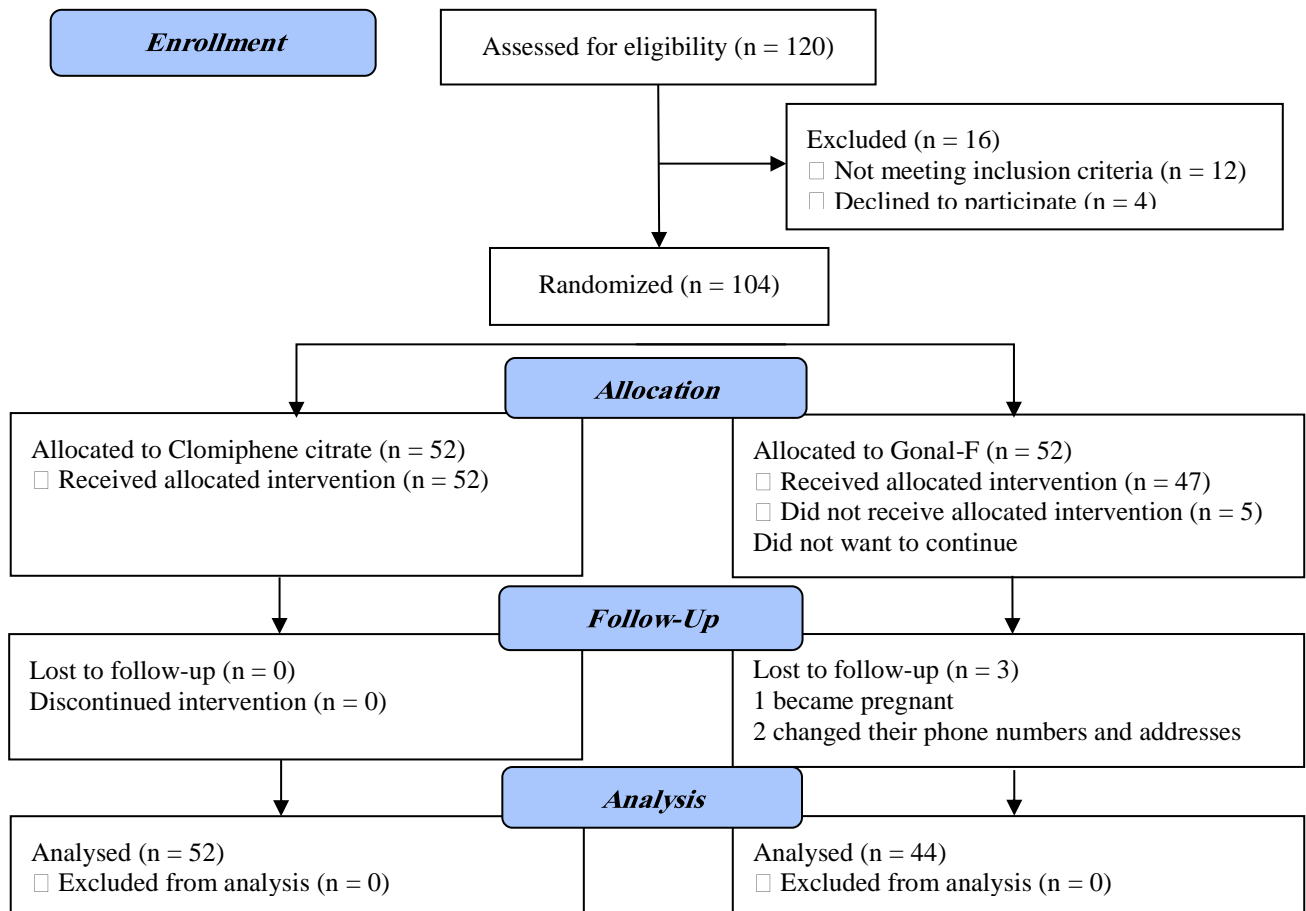 Enrollment
Assessed for eligibility (n = 120)
Excluded (n = 16)
□ Not meeting inclusion criteria (n = 12)
□ Declined to participate (n = 4)
Randomized (n = 104)
Allocation
Allocated to Clomiphene citrate (n = 52)
□ Received allocated intervention (n = 52)
Allocated to Gonal-F (n = 52)
□ Received allocated intervention (n = 47)
□ Did not receive allocated intervention (n = 5)
Did not want to continue
Follow-Up
Lost to follow-up (n = 0)
Discontinued intervention (n = 0)
Lost to follow-up (n = 3)
1 became pregnant
2 changed their phone numbers and addresses
Analysis
Analysed (n = 52)
□ Excluded from analysis (n = 0)
Analysed (n = 44)
□ Excluded from analysis (n = 0)